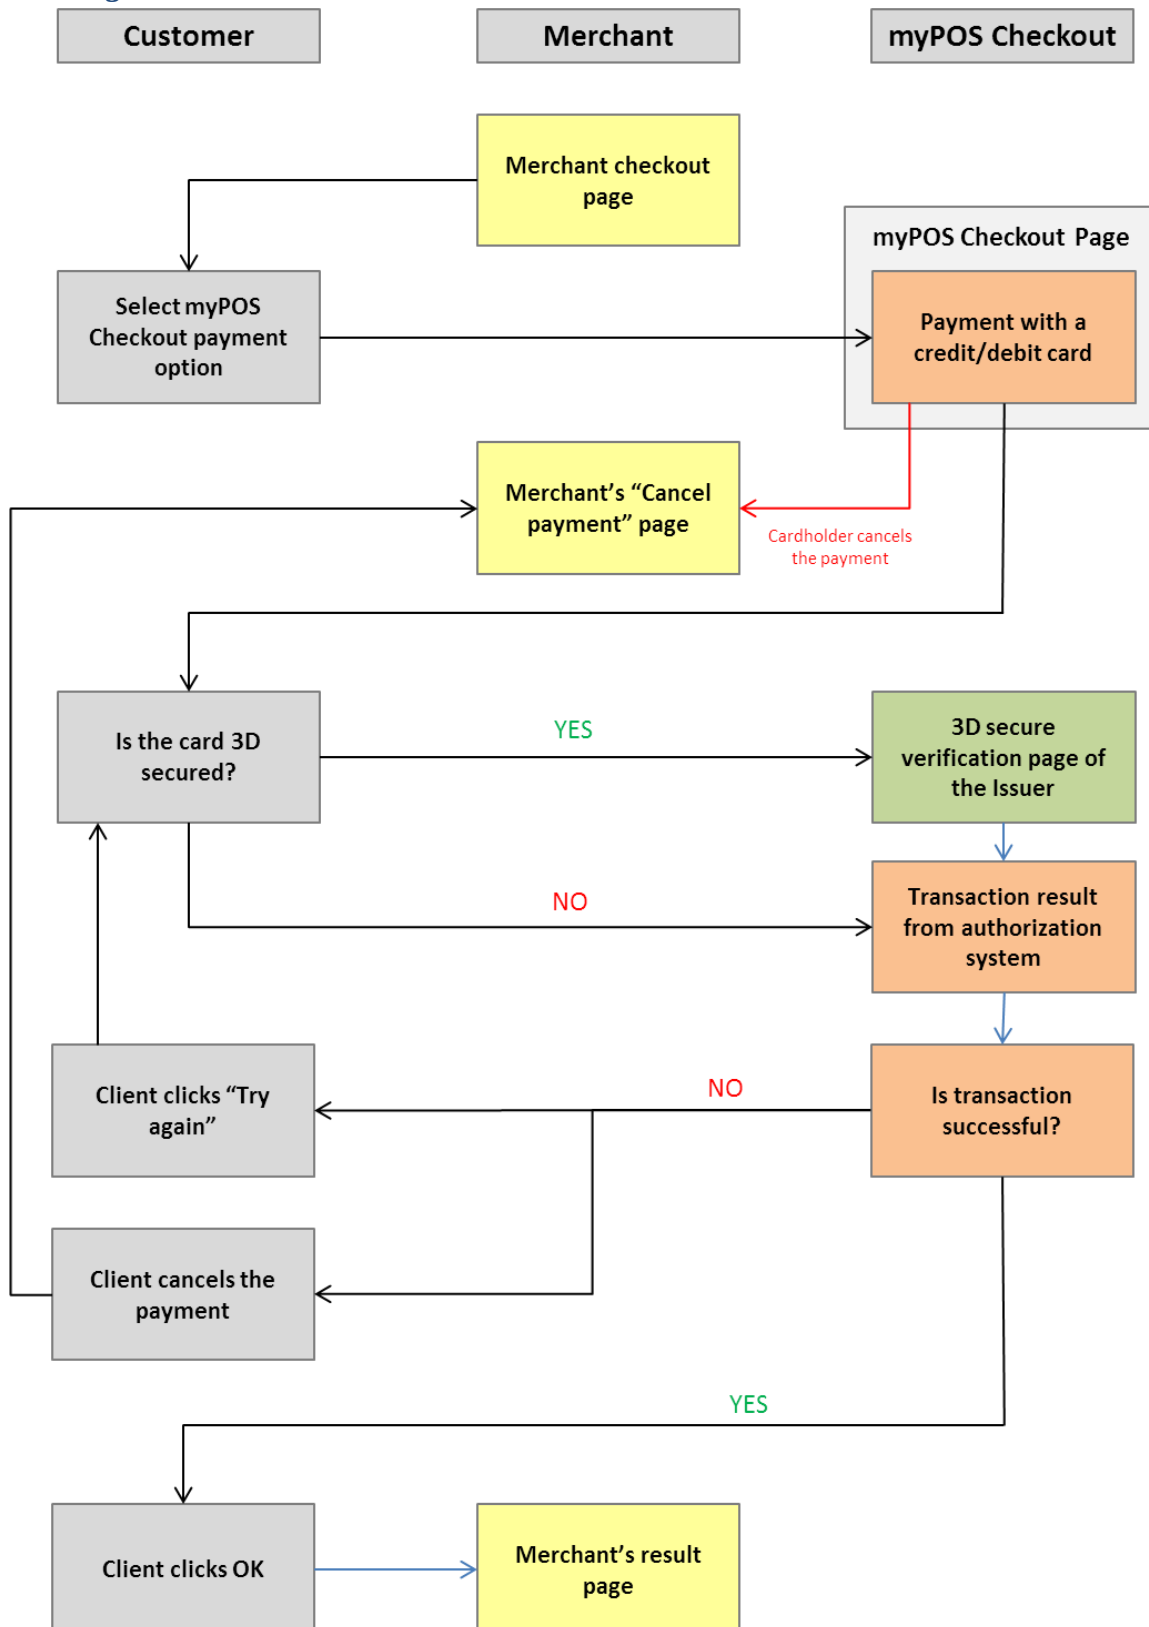 Customer
Merchant
myPOS Checkout
Merchant checkout
page
myPOS Checkout Page
Select myPOS
Checkout payment
option
Payment with a
credit/debit card
Merchant's “Cancel
payment” page
Cardholder cancels
the payment
Is the card 3D
secured?
YES
3D secure
verification page of
the Issuer
NO
Transaction result
from authorization
system
Client clicks “Try
again”
NO
Is transaction
successful?
Client cancels the
payment
YES
Client clicks OK
Merchant's result
page